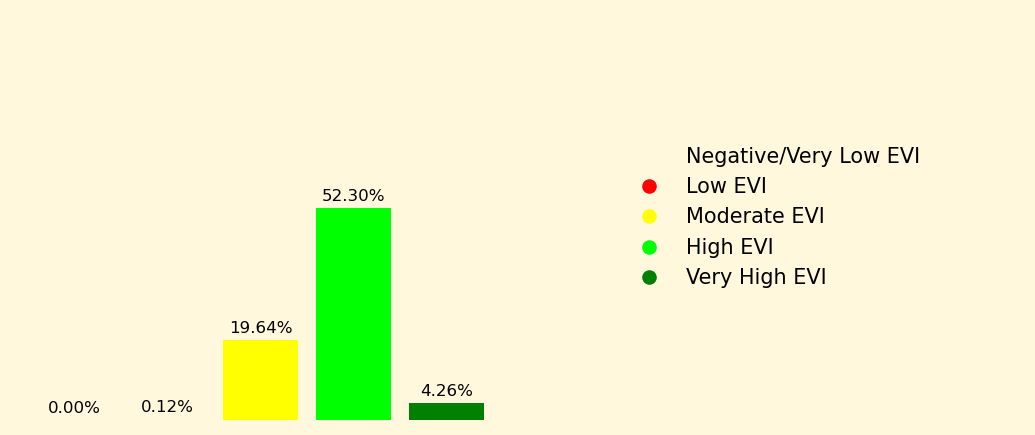 Negative/Very Low EVI
Low EVI
Moderate EVI
High EVI
Very High EVI
52.30%
19.64%
4.26%
0.00%
0.12%